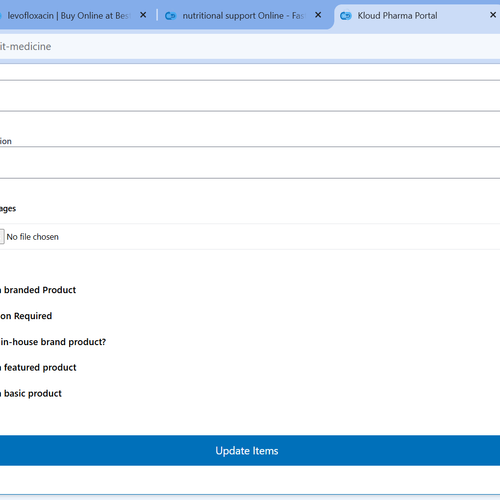 levofloxacin | Buy Online at Bes
nutritional support Online - Fas
Kloud Pharma Portal
it-medicine
ion
ages
No file chosen
branded Product
on Required
in-house brand product?
featured product
basic product
Update Items